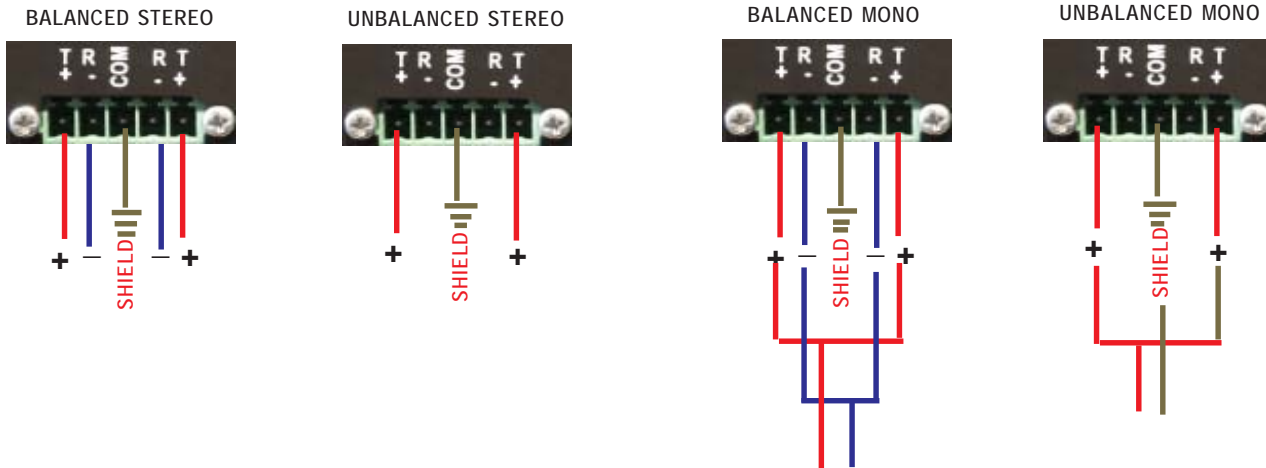 BALANCED STEREO
T R COM R T
+ - - +
+ − SHIELD − +
UNBALANCED STEREO
T R COM R T
+ - - +
+ SHIELD +
BALANCED MONO
T R COM R T
+ - - +
+ − SHIELD − +
UNBALANCED MONO
T R COM R T
+ - - +
+ SHIELD +